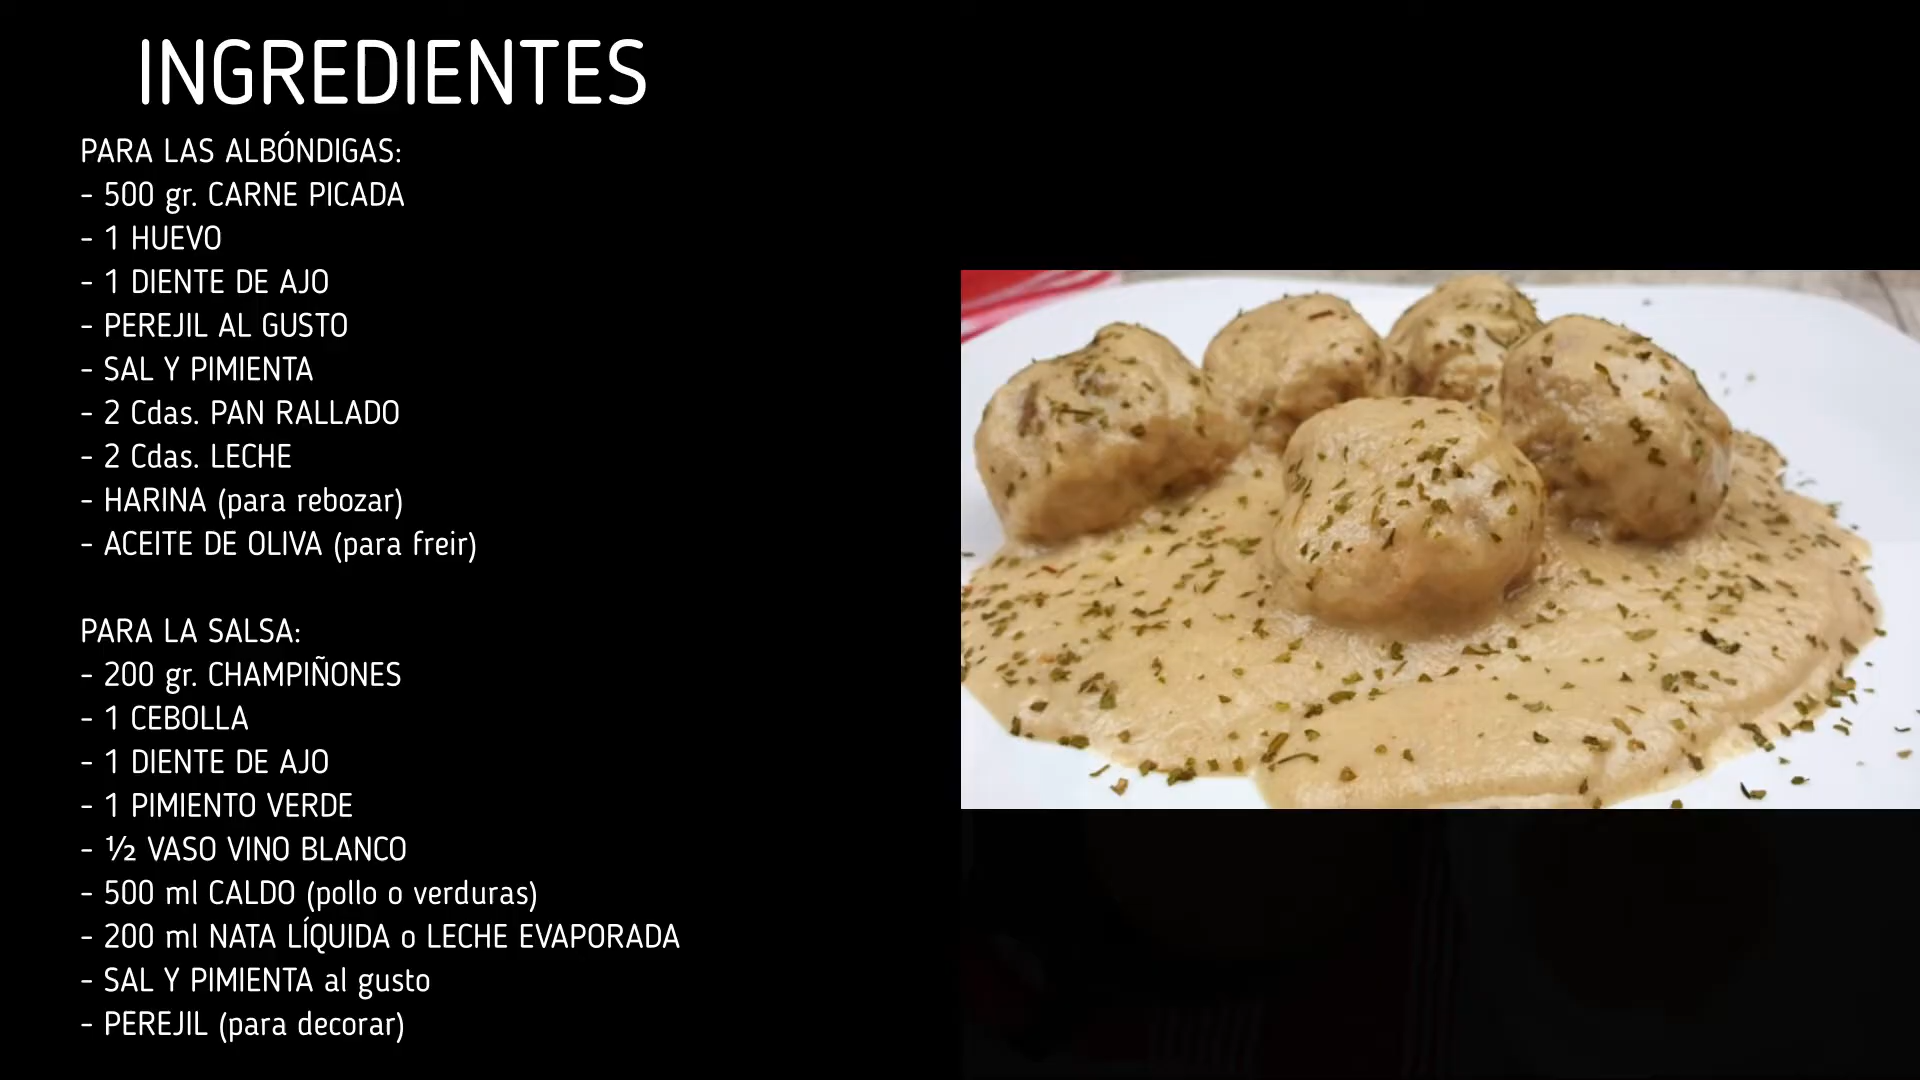 INGREDIENTES
PARA LAS ALBÓNDIGAS:
- 500 gr. CARNE PICADA
- 1 HUEVO
- 1 DIENTE DE AJO
- PEREJIL AL GUSTO
- SAL Y PIMIENTA
- 2 Cdas. PAN RALLADO
- 2 Cdas. LECHE
- HARINA (para rebozar)
- ACEITE DE OLIVA (para freir)
PARA LA SALSA:
- 200 gr. CHAMPIÑONES
- 1 CEBOLLA
- 1 DIENTE DE AJO
- 1 PIMIENTO VERDE
- ½ VASO VINO BLANCO
- 500 ml CALDO (pollo o verduras)
- 200 ml NATA LÍQUIDA o LECHE EVAPORADA
- SAL Y PIMIENTA al gusto
- PEREJIL (para decorar)